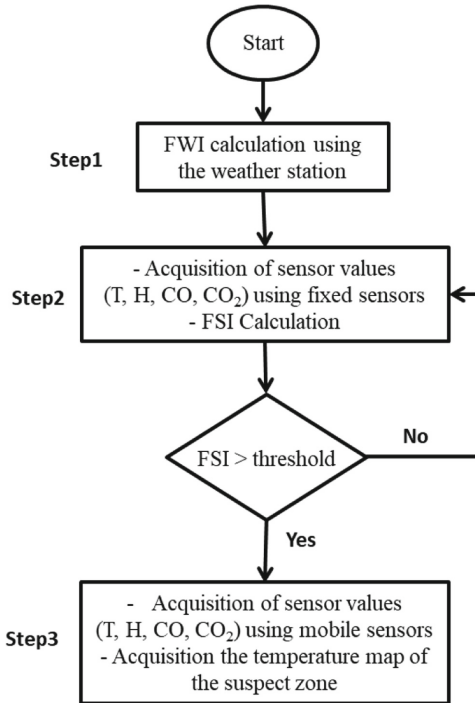 Start
Step1
FWI calculation using
the weather station
Step2
- Acquisition of sensor values
(T, H, CO, CO₂) using fixed sensors
- FSI Calculation
FSI > threshold
No
Yes
Step3
- Acquisition of sensor values
(T, H, CO, CO₂) using mobile sensors
- Acquisition the temperature map of
the suspect zone